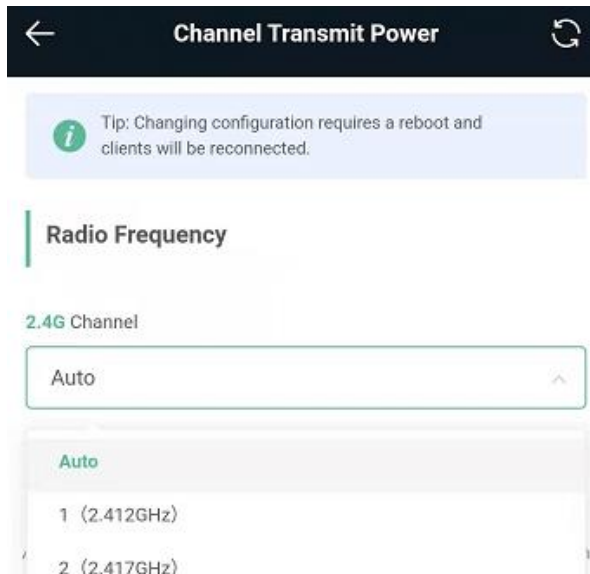 Channel Transmit Power
Tip: Changing configuration requires a reboot and
clients will be reconnected.
Radio Frequency
2.4G Channel
Auto
Auto
1（2.412GHz）
2（2.417GHz）